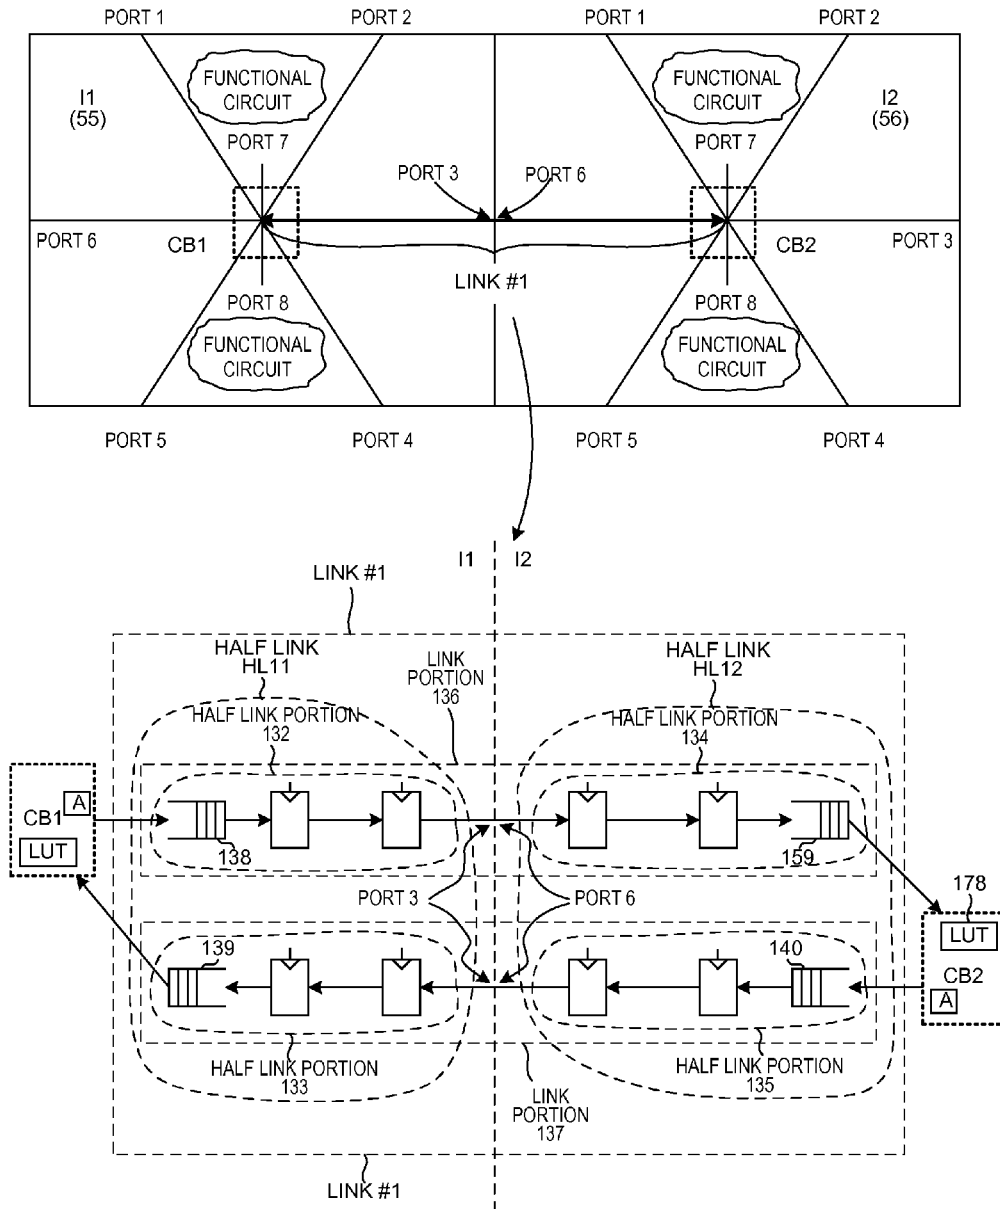 PORT 1
PORT 2
PORT 1
PORT 2
I1
(55)
FUNCTIONAL
CIRCUIT
FUNCTIONAL
CIRCUIT
I2
(56)
PORT 7
PORT 7
PORT 3
PORT 6
PORT 6
CB1
CB2
PORT 3
LINK #1
PORT 8
PORT 8
FUNCTIONAL
CIRCUIT
FUNCTIONAL
CIRCUIT
PORT 5
PORT 4
PORT 5
PORT 4
I1
I2
LINK #1
HALF LINK
HL11
LINK
PORTION
136
HALF LINK
HL12
HALF LINK PORTION
132
HALF LINK PORTION
134
CB1
A
LUT
138
159
PORT 3
PORT 6
178
LUT
CB2
A
139
140
HALF LINK PORTION
133
HALF LINK PORTION
135
LINK
PORTION
137
LINK #1